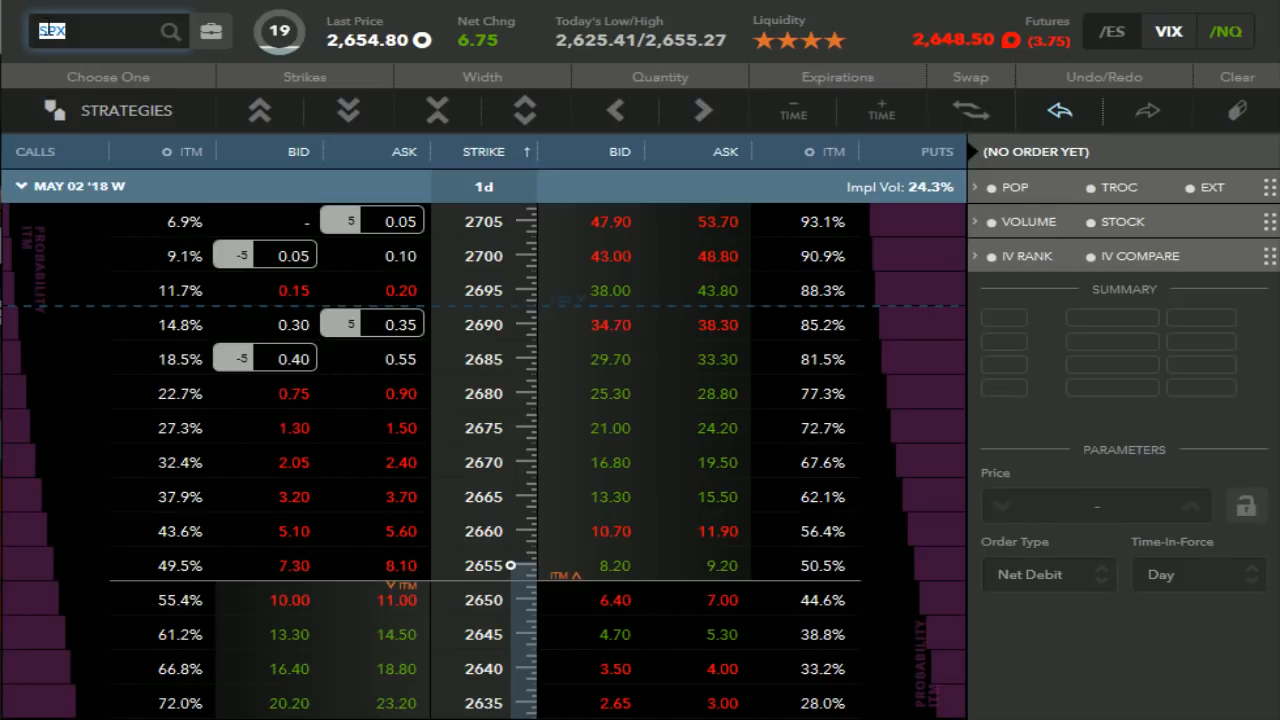 spx 19 Last Price 2,654.80 Net Chng 6.75 Today's Low/High 2,625.41/2,655.27 Liquidity Futures 2,648.50 (3.75) /ES VIX /NQ
Choose One Strikes Width Quantity Expirations Swap Undo/Redo Clear
STRATEGIES − TIME + TIME
CALLS ITM BID ASK STRIKE ↑ BID ASK ITM PUTS (NO ORDER YET)
MAY 02 '18 W 1d Impl Vol: 24.3% POP TROC EXT
6.9% - 5 0.05 2705 47.90 53.70 93.1% VOLUME STOCK
9.1% -5 0.05 0.10 2700 43.00 48.80 90.9% IV RANK IV COMPARE
11.7% 0.15 0.20 2695 38.00 43.80 88.3% SUMMARY
14.8% 0.30 5 0.35 2690 34.70 38.30 85.2%
18.5% -5 0.40 0.55 2685 29.70 33.30 81.5%
22.7% 0.75 0.90 2680 25.30 28.80 77.3%
27.3% 1.30 1.50 2675 21.00 24.20 72.7%
PARAMETERS
32.4% 2.05 2.40 2670 16.80 19.50 67.6%
Price
37.9% 3.20 3.70 2665 13.30 15.50 62.1% -
43.6% 5.10 5.60 2660 10.70 11.90 56.4%
Order Type Time-In-Force
49.5% 7.30 8.10 2655 8.20 9.20 50.5%
Net Debit Day
ITM ITM
55.4% 10.00 11.00 2650 6.40 7.00 44.6%
61.2% 13.30 14.50 2645 4.70 5.30 38.8%
66.8% 16.40 18.80 2640 3.50 4.00 33.2%
72.0% 20.20 23.20 2635 2.65 3.00 28.0%
PROBABILITY ITM
PROBABILITY ITM